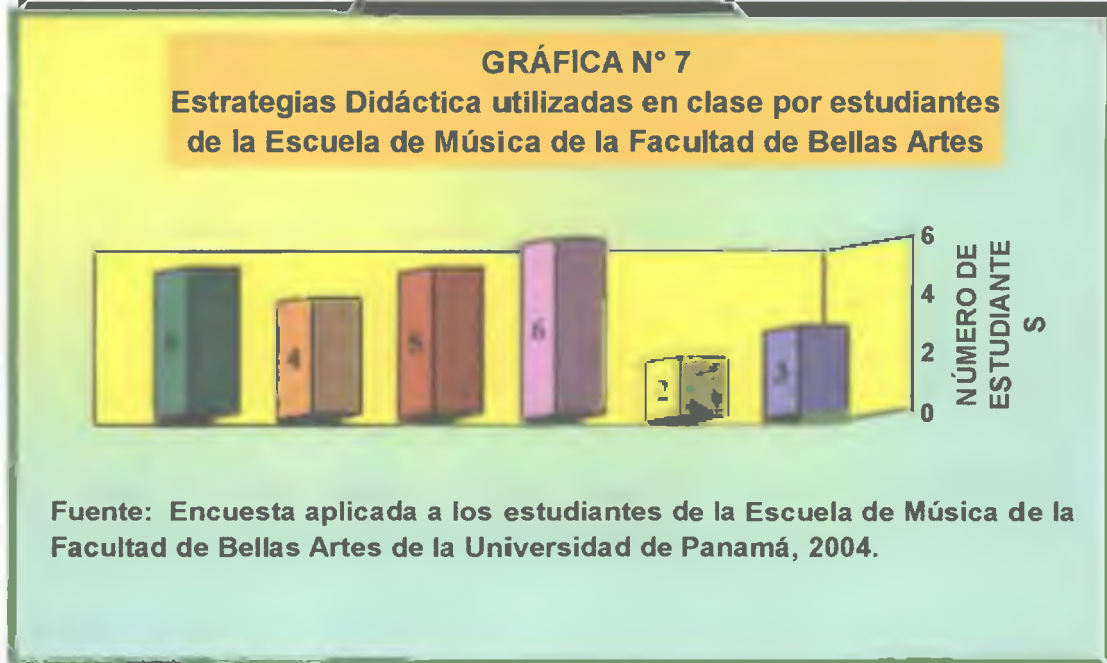 GRÁFICA N° 7
Estrategias Didáctica utilizadas en clase por estudiantes
de la Escuela de Música de la Facultad de Bellas Artes
4
5
6
2
3
6
4
2
0
NÚMERO DE
ESTUDIANTE
S
Fuente: Encuesta aplicada a los estudiantes de la Escuela de Música de la
Facultad de Bellas Artes de la Universidad de Panamá, 2004.